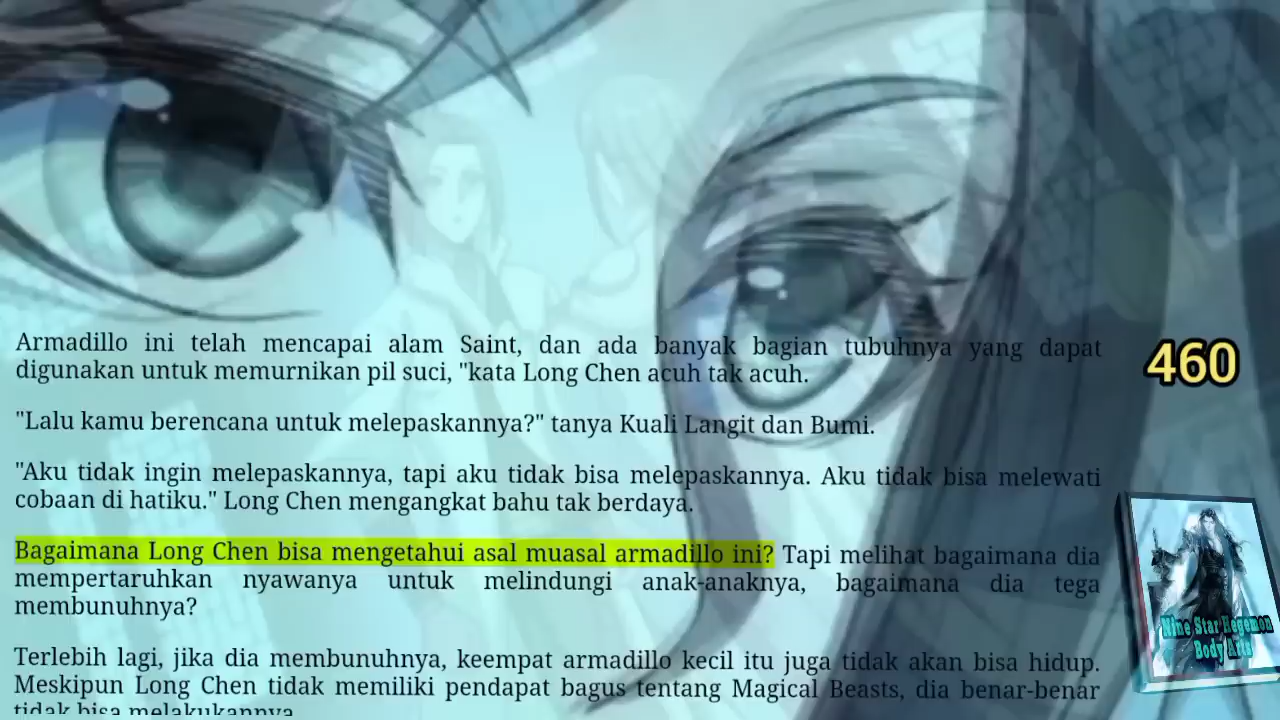 Armadillo ini telah mencapai alam Saint, dan ada banyak bagian tubuhnya yang dapat
digunakan untuk memurnikan pil suci, "kata Long Chen acuh tak acuh.
460
"Lalu kamu berencana untuk melepaskannya?" tanya Kuali Langit dan Bumi.
"Aku tidak ingin melepaskannya, tapi aku tidak bisa melepaskannya. Aku tidak bisa melewati
cobaan di hatiku." Long Chen mengangkat bahu tak berdaya.
Bagaimana Long Chen bisa mengetahui asal muasal armadillo ini? Tapi melihat bagaimana dia
mempertaruhkan nyawanya untuk melindungi anak-anaknya, bagaimana dia tega
membunuhnya?
Nine Star Hegemon
Body Arts
Terlebih lagi, jika dia membunuhnya, keempat armadillo kecil itu juga tidak akan bisa hidup.
Meskipun Long Chen tidak memiliki pendapat bagus tentang Magical Beasts, dia benar-benar
tidak bisa melakukannya